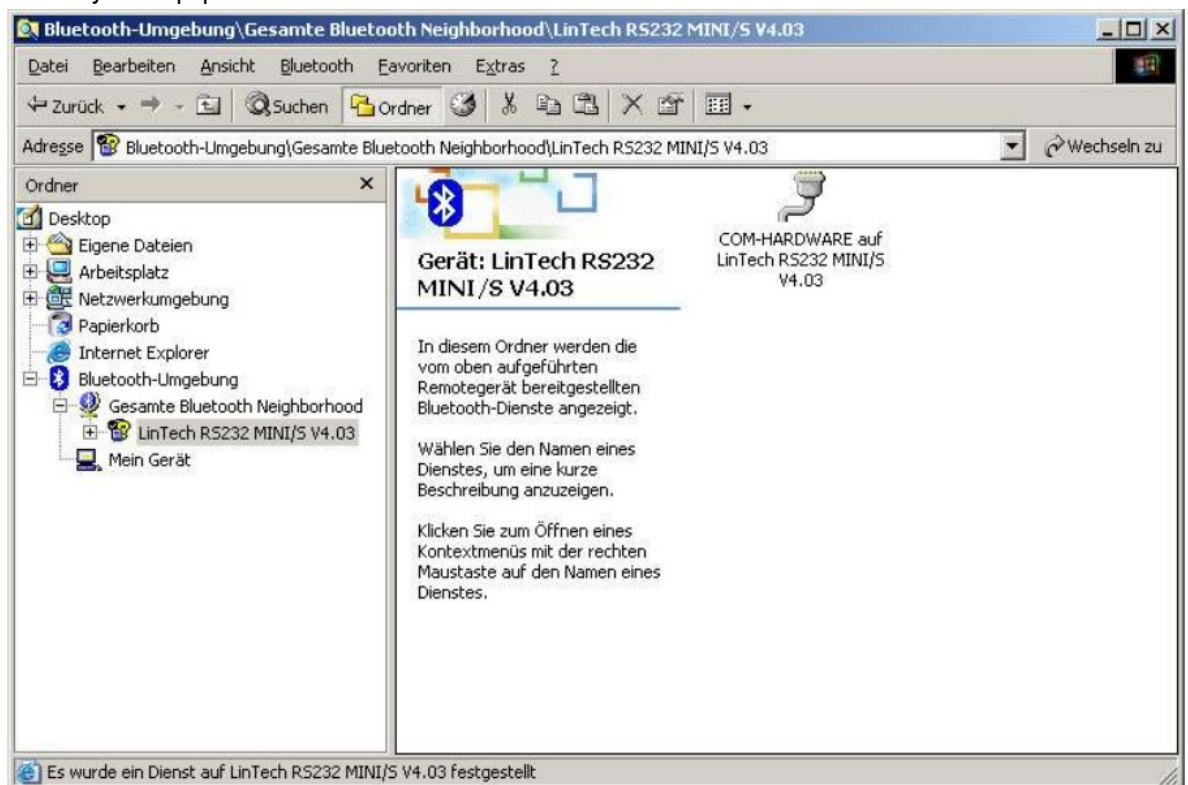 Bluetooth-Umgebung\Gesamte Bluetooth Neighborhood\LinTech RS232 MINI/S V4.03
Datei Bearbeiten Ansicht Bluetooth Favoriten Extras ?
Zurück Suchen Ordner
Adresse Bluetooth-Umgebung\Gesamte Bluetooth Neighborhood\LinTech RS232 MINI/S V4.03 Wechseln zu
Ordner
Desktop
Eigene Dateien
Arbeitsplatz
Netzwerkumgebung
Papierkorb
Internet Explorer
Bluetooth-Umgebung
Gesamte Bluetooth Neighborhood
LinTech RS232 MINI/S V4.03
Mein Gerät
Gerät: LinTech RS232
MINI/S V4.03
In diesem Ordner werden die
vom oben aufgeführten
Remotegerät bereitgestellten
Bluetooth-Dienste angezeigt.
Wählen Sie den Namen eines
Dienstes, um eine kurze
Beschreibung anzuzeigen.
Klicken Sie zum Öffnen eines
Kontextmenüs mit der rechten
Maustaste auf den Namen eines
Dienstes.
COM-HARDWARE auf
LinTech RS232 MINI/S
V4.03
Es wurde ein Dienst auf LinTech RS232 MINI/S V4.03 festgestellt